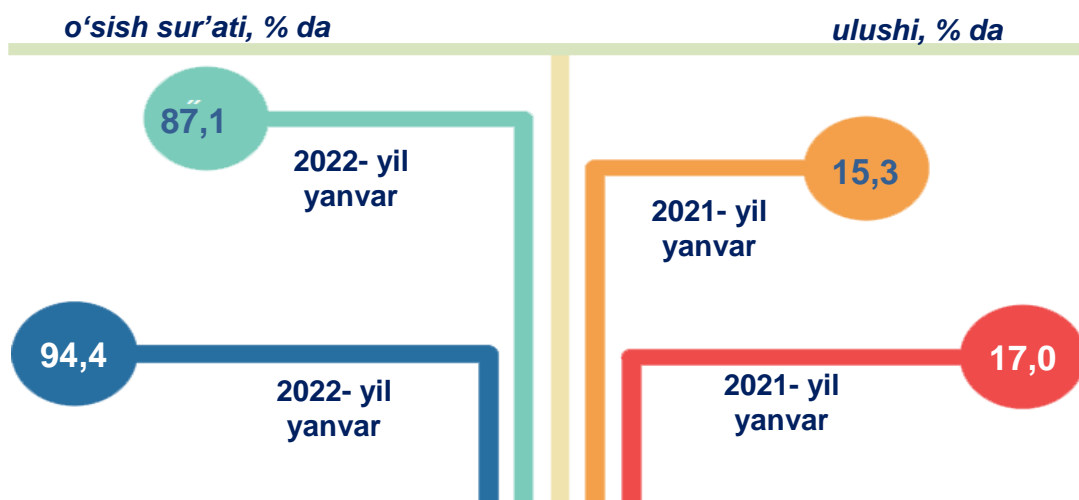 o‘sish sur’ati, % da
ulushi, % da
87,1
2022- yil
yanvar
15,3
2021- yil
yanvar
94,4
2022- yil
yanvar
17,0
2021- yil
yanvar